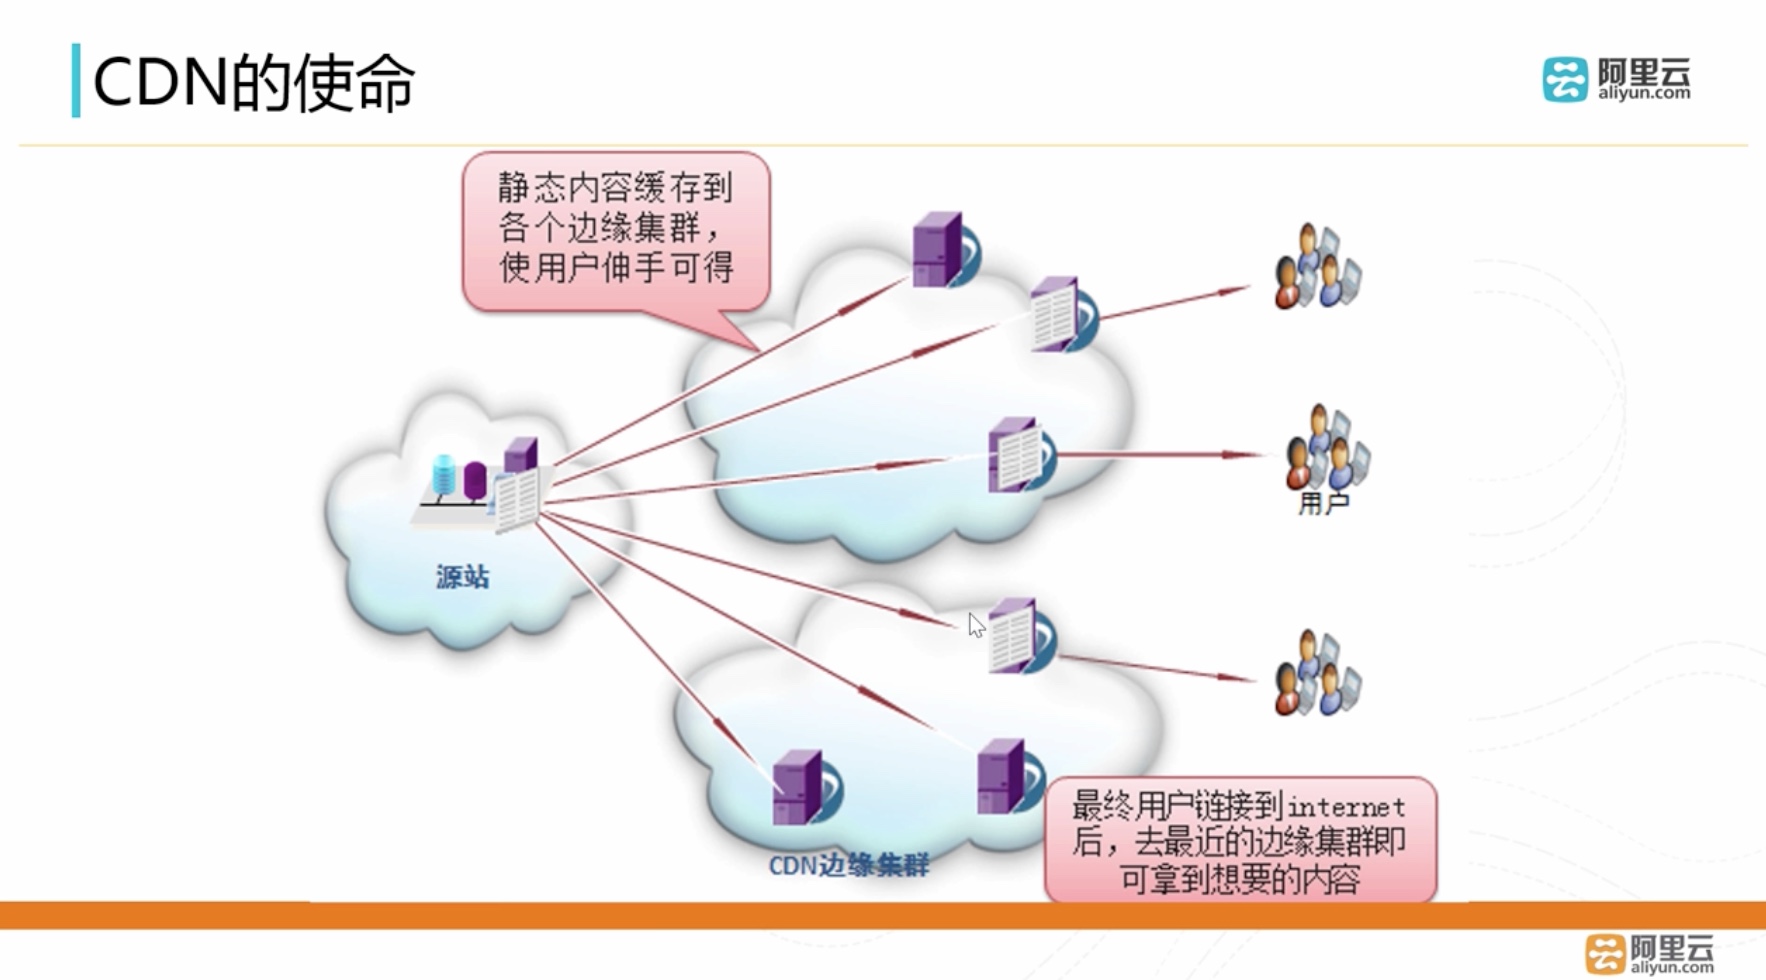 CDN的使命
阿里云
aliyun.com
静态内容缓存到
各个边缘集群，
使用户伸手可得
源站
用户
CDN边缘集群
最终用户链接到internet
后，去最近的边缘集群即
可拿到想要的内容
阿里云
aliyun.com